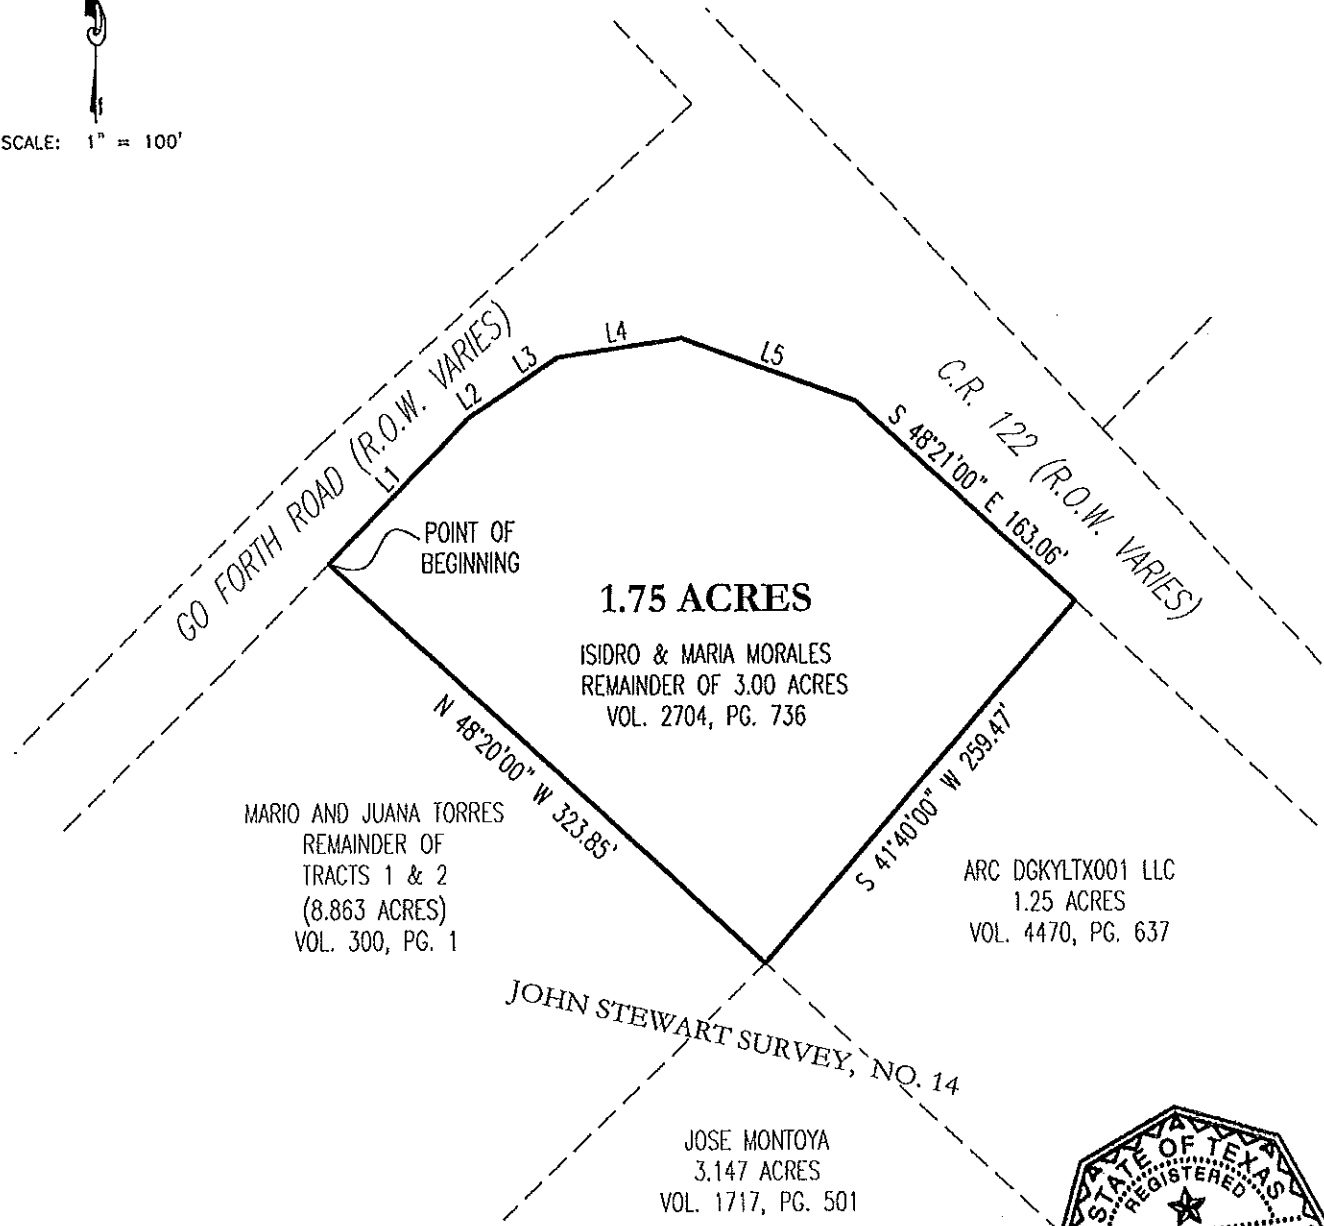 SCALE: 1" = 100'
GO FORTH ROAD (R.O.W. VARIES)
L1
L2
L3
L4
L5
C.R. 122 (R.O.W. VARIES)
S 48°21'00" E 163.06'
POINT OF
BEGINNING
1.75 ACRES
ISIDRO & MARIA MORALES
REMAINDER OF 3.00 ACRES
VOL. 2704, PG. 736
N 48°20'00" W 323.85'
S 41°40'00" W 259.47'
MARIO AND JUANA TORRES
REMAINDER OF
TRACTS 1 & 2
(8.863 ACRES)
VOL. 300, PG. 1
ARC DGKYLTX001 LLC
1.25 ACRES
VOL. 4470, PG. 637
JOHN STEWART SURVEY, NO. 14
JOSE MONTOYA
3.147 ACRES
VOL. 1717, PG. 501
STATE OF TEXAS
REGISTERED